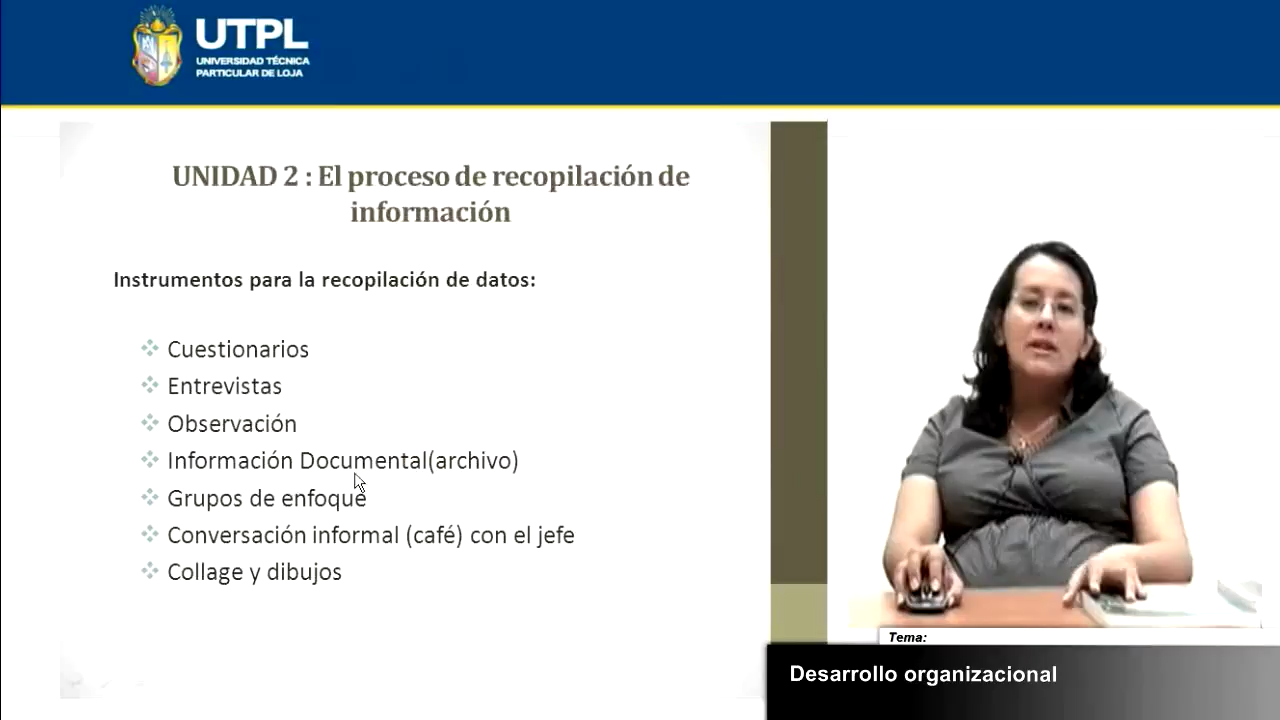 UTPL
UNIVERSIDAD TÉCNICA
PARTICULAR DE LOJA
UNIDAD 2 : El proceso de recopilación de
información
Instrumentos para la recopilación de datos:
Cuestionarios
Entrevistas
Observación
Información Documental(archivo)
Grupos de enfoque
Conversación informal (café) con el jefe
Collage y dibujos
Tema:
Desarrollo organizacional